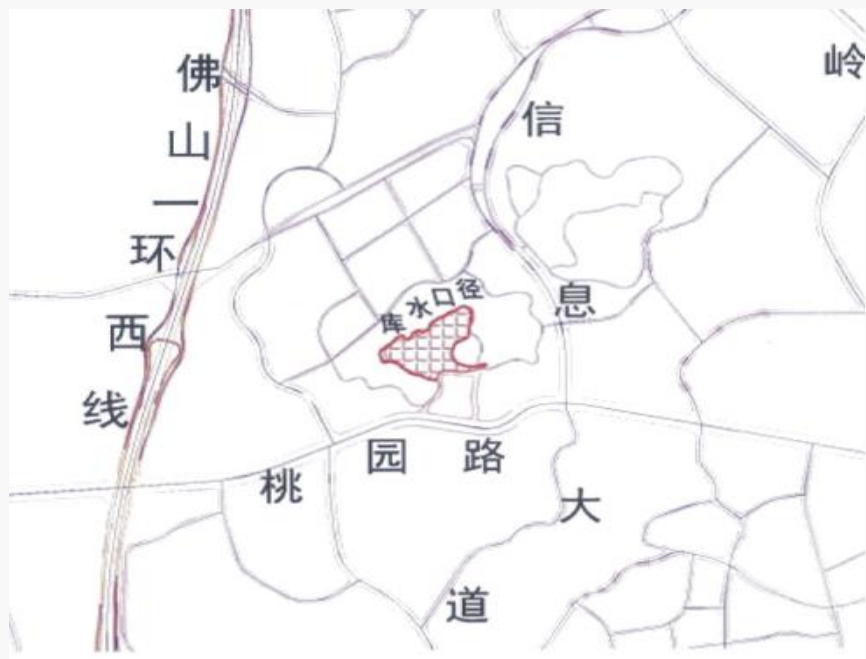 佛山一环西线
信息大道
岭
库水口径
桃园路